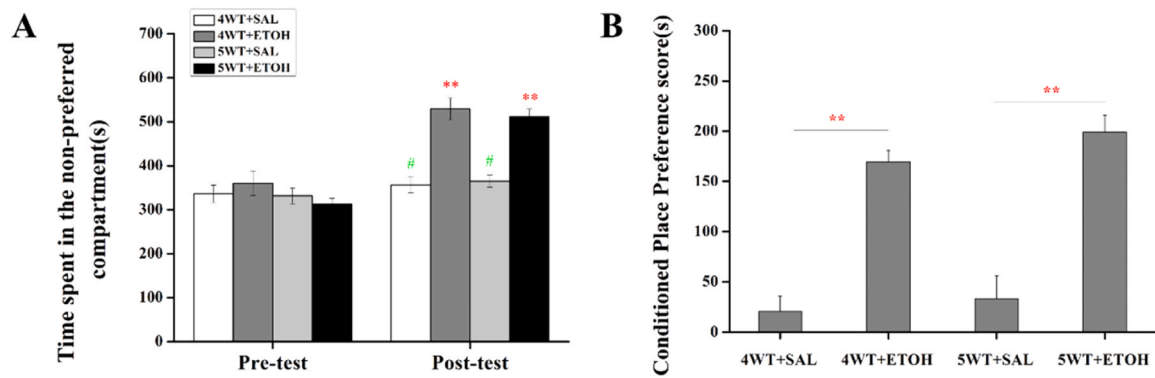 A
4WT+SAL
4WT+ETOH
5WT+SAL
5WT+ETOH
Time spent in the non-preferred
compartment(s)
700
600
500
400
300
200
100
0
**
**
#
#
Pre-test
Post-test
B
Conditioned Place Preference score(s)
300
250
200
150
100
50
0
**
**
4WT+SAL
4WT+ETOH
5WT+SAL
5WT+ETOH